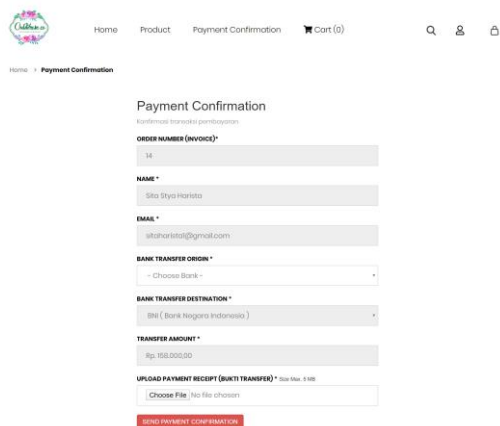 Home Product Payment Confirmation Cart (0)
Home > Payment Confirmation
Payment Confirmation
Konfirmasi transaksi pembayaran
ORDER NUMBER (INVOICE)*
14
NAME *
Sita Stya Harista
EMAIL *
sitaharista1@gmail.com
BANK TRANSFER ORIGIN *
- Choose Bank -
BANK TRANSFER DESTINATION *
BNI ( Bank Negara Indonesia )
TRANSFER AMOUNT *
Rp. 158.000,00
UPLOAD PAYMENT RECEIPT (BUKTI TRANSFER) * Size Max. 5 MB
Choose File No file chosen
SEND PAYMENT CONFIRMATION